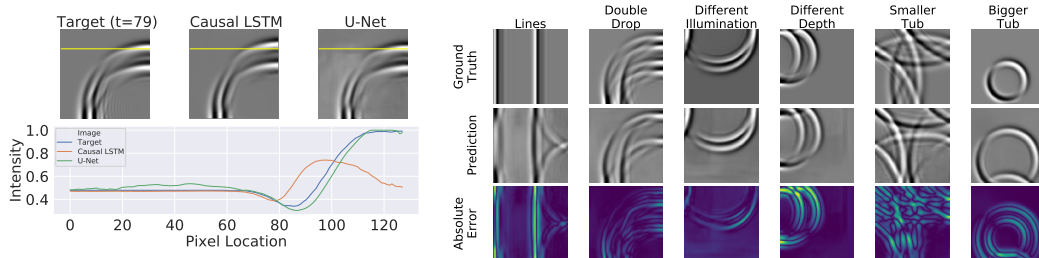 Target (t=79) Causal LSTM U-Net
Intensity
1.0
0.8
0.6
0.4
Image
Target
Causal LSTM
U-Net
0 20 40 60 80 100 120
Pixel Location
Lines
Double
Drop
Different
Illumination
Different
Depth
Smaller
Tub
Bigger
Tub
Ground
Truth
Prediction
Absolute
Error